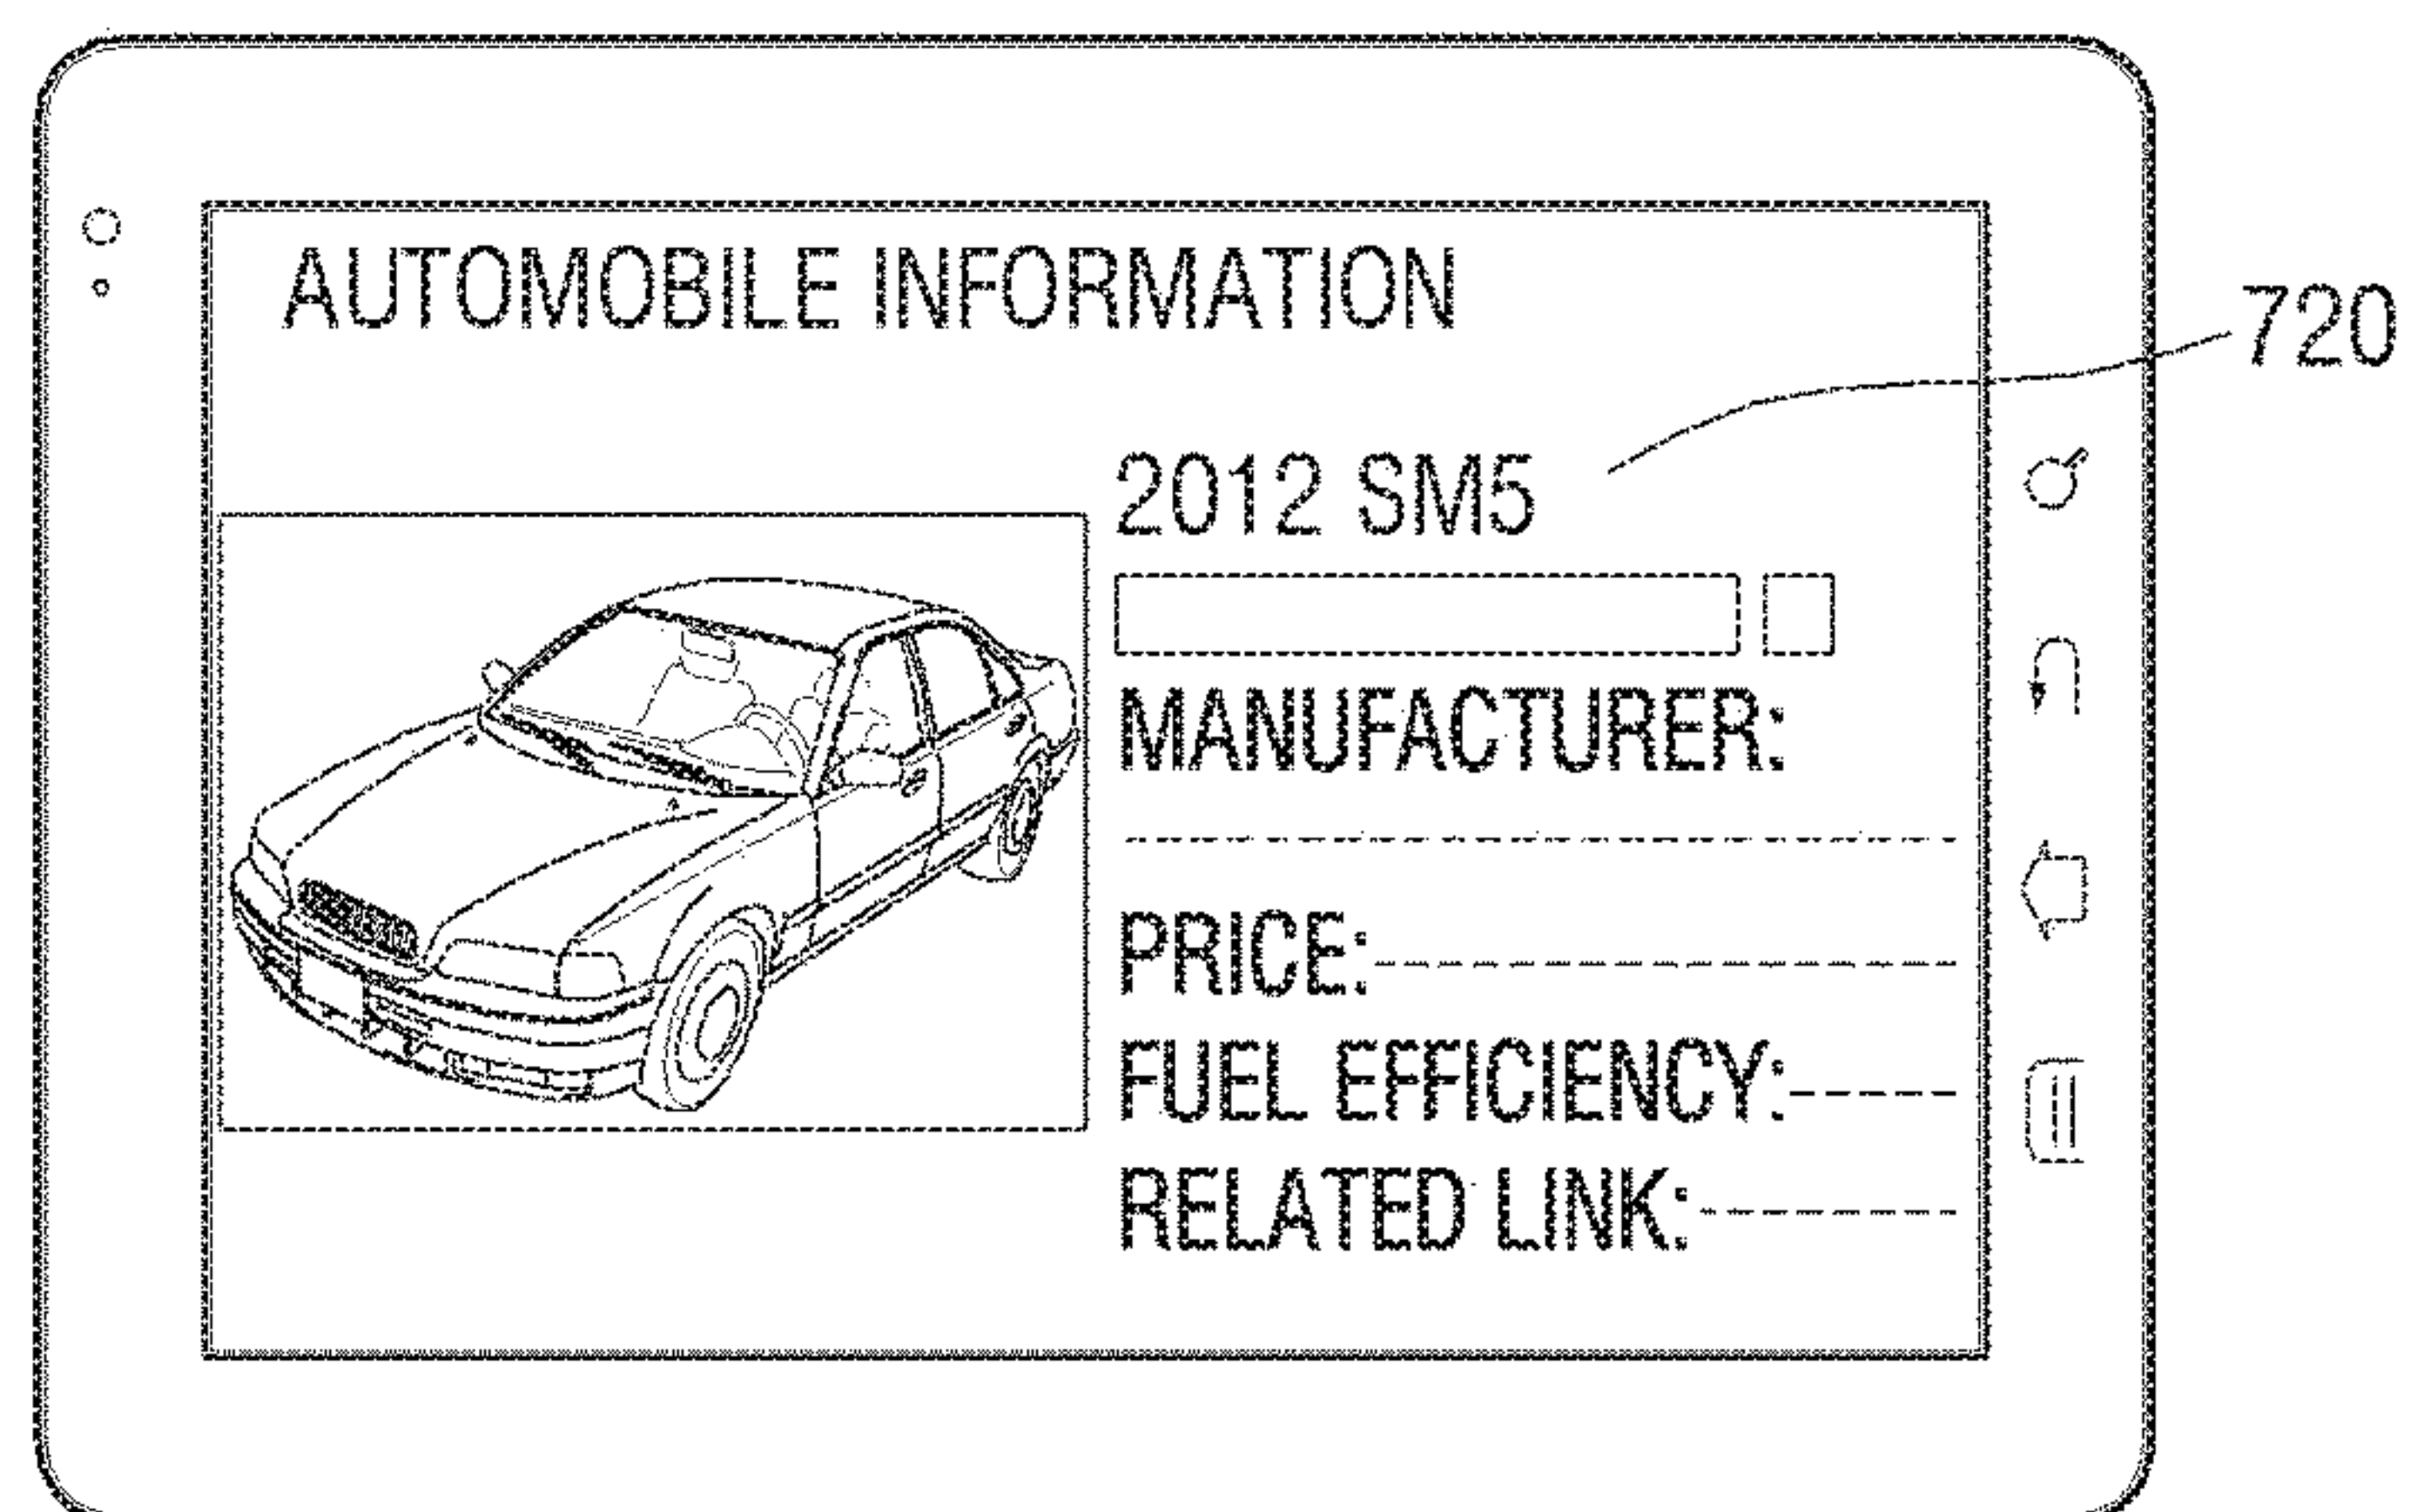 AUTOMOBILE INFORMATION
720
2012 SM5
MANUFACTURER:
PRICE:
FUEL EFFICIENCY:
RELATED LINK: